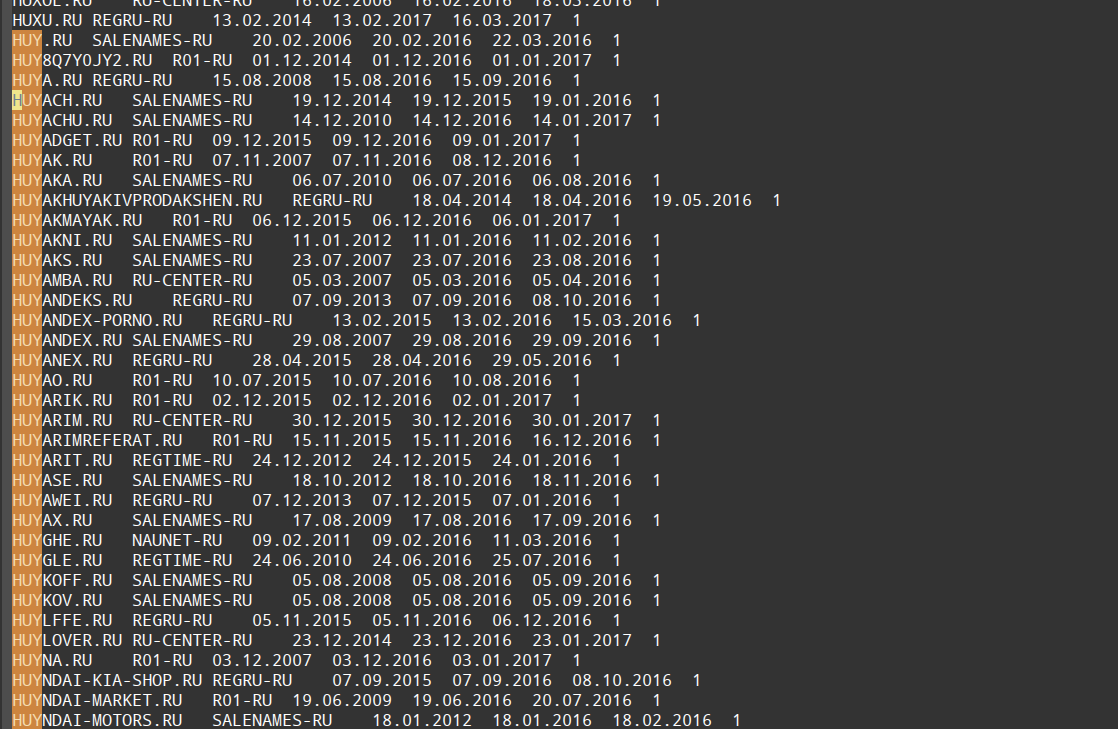 HUXOE.RU RU-CENTER-RU 16.02.2006 16.02.2016 18.03.2016 1
HUXU.RU REGRU-RU 13.02.2014 13.02.2017 16.03.2017 1
HUY.RU SALENAMES-RU 20.02.2006 20.02.2016 22.03.2016 1
HUY8Q7Y0JY2.RU R01-RU 01.12.2014 01.12.2016 01.01.2017 1
HUYA.RU REGRU-RU 15.08.2008 15.08.2016 15.09.2016 1
HUYACH.RU SALENAMES-RU 19.12.2014 19.12.2015 19.01.2016 1
HUYACHU.RU SALENAMES-RU 14.12.2010 14.12.2016 14.01.2017 1
HUYADGET.RU R01-RU 09.12.2015 09.12.2016 09.01.2017 1
HUYAK.RU R01-RU 07.11.2007 07.11.2016 08.12.2016 1
HUYAKA.RU SALENAMES-RU 06.07.2010 06.07.2016 06.08.2016 1
HUYAKHUYAKIVPRODAKSHEN.RU REGRU-RU 18.04.2014 18.04.2016 19.05.2016 1
HUYAKMAYAK.RU R01-RU 06.12.2015 06.12.2016 06.01.2017 1
HUYAKNI.RU SALENAMES-RU 11.01.2012 11.01.2016 11.02.2016 1
HUYAKS.RU SALENAMES-RU 23.07.2007 23.07.2016 23.08.2016 1
HUYAMBA.RU RU-CENTER-RU 05.03.2007 05.03.2016 05.04.2016 1
HUYANDEKS.RU REGRU-RU 07.09.2013 07.09.2016 08.10.2016 1
HUYANDEX-PORNO.RU REGRU-RU 13.02.2015 13.02.2016 15.03.2016 1
HUYANDEX.RU SALENAMES-RU 29.08.2007 29.08.2016 29.09.2016 1
HUYANEX.RU REGRU-RU 28.04.2015 28.04.2016 29.05.2016 1
HUYAO.RU R01-RU 10.07.2015 10.07.2016 10.08.2016 1
HUYARIK.RU R01-RU 02.12.2015 02.12.2016 02.01.2017 1
HUYARIM.RU RU-CENTER-RU 30.12.2015 30.12.2016 30.01.2017 1
HUYARIMREFERAT.RU R01-RU 15.11.2015 15.11.2016 16.12.2016 1
HUYARIT.RU REGTIME-RU 24.12.2012 24.12.2015 24.01.2016 1
HUYASE.RU SALENAMES-RU 18.10.2012 18.10.2016 18.11.2016 1
HUYAWEI.RU REGRU-RU 07.12.2013 07.12.2015 07.01.2016 1
HUYAX.RU SALENAMES-RU 17.08.2009 17.08.2016 17.09.2016 1
HUYGHE.RU NAUNET-RU 09.02.2011 09.02.2016 11.03.2016 1
HUYGLE.RU REGTIME-RU 24.06.2010 24.06.2016 25.07.2016 1
HUYKOFF.RU SALENAMES-RU 05.08.2008 05.08.2016 05.09.2016 1
HUYKOV.RU SALENAMES-RU 05.08.2008 05.08.2016 05.09.2016 1
HUYLFFE.RU REGRU-RU 05.11.2015 05.11.2016 06.12.2016 1
HUYLOVER.RU RU-CENTER-RU 23.12.2014 23.12.2016 23.01.2017 1
HUYNA.RU R01-RU 03.12.2007 03.12.2016 03.01.2017 1
HUYNDAI-KIA-SHOP.RU REGRU-RU 07.09.2015 07.09.2016 08.10.2016 1
HUYNDAI-MARKET.RU R01-RU 19.06.2009 19.06.2016 20.07.2016 1
HUYNDAI-MOTORS.RU SALENAMES-RU 18.01.2012 18.01.2016 18.02.2016 1